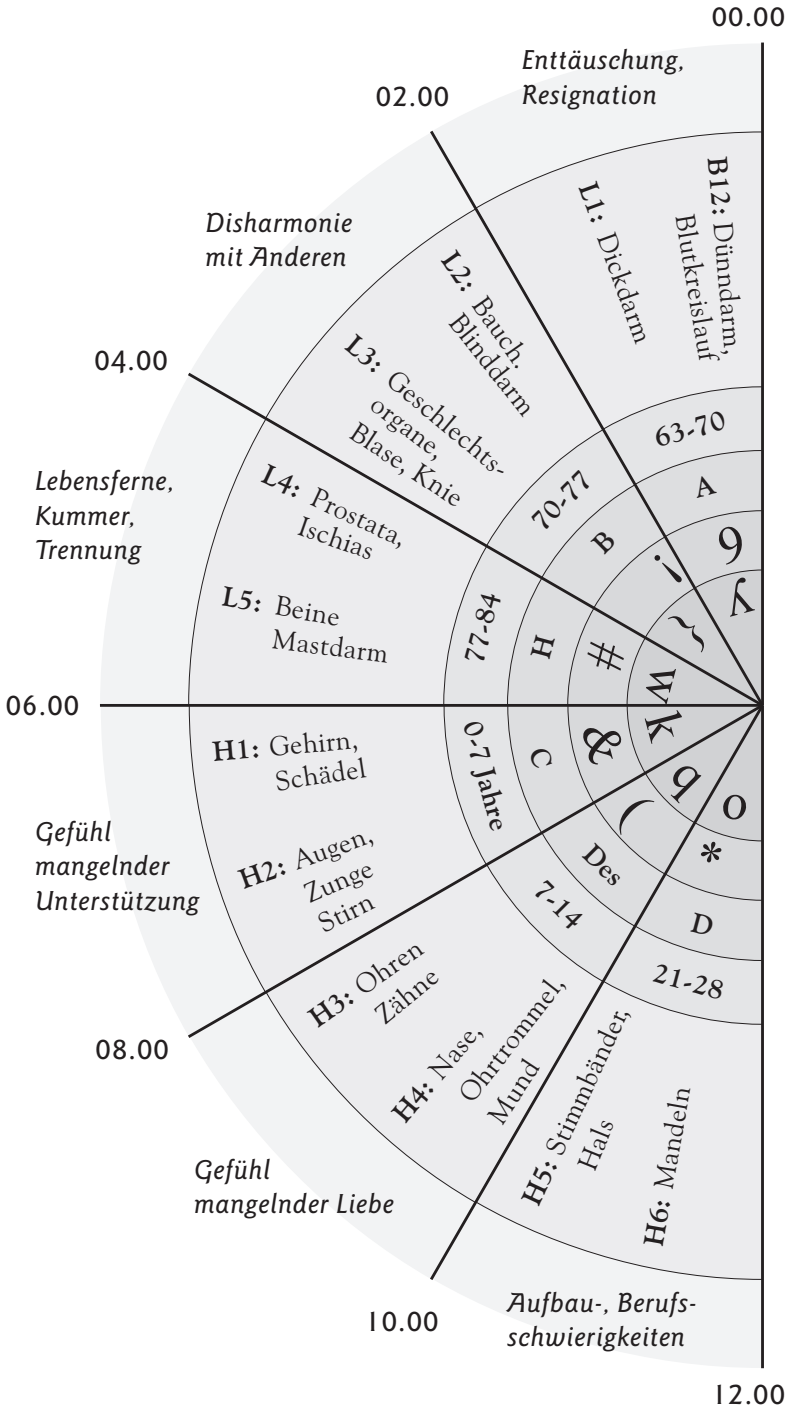 00.00
Enttäuschung,
Resignation
B12: Dünndarm,
Blutkreislauf
L1: Dickdarm
63-70
A
9
y
02.00
Disharmonie
mit Anderen
L2: Bauch,
Blinddarm
L3: Geschlechts-
organe,
Blase, Knie
70-77
B
!
~
04.00
Lebensferne,
Kummer,
Trennung
L4: Prostata,
Ischias
L5: Beine
Mastdarm
77-84
H
#
w
06.00
Gefühl
mangelnder
Unterstützung
H1: Gehirn,
Schädel
H2: Augen,
Zunge
Stirn
0-7 Jahre
C
&
k
08.00
Gefühl
mangelnder Liebe
H3: Ohren
Zähne
H4: Nase,
Ohrtrommel,
Mund
7-14
Des
(
q
10.00
Aufbau-, Berufs-
schwierigkeiten
H5: Stimmbänder,
Hals
H6: Mandeln
21-28
D
*
o
12.00